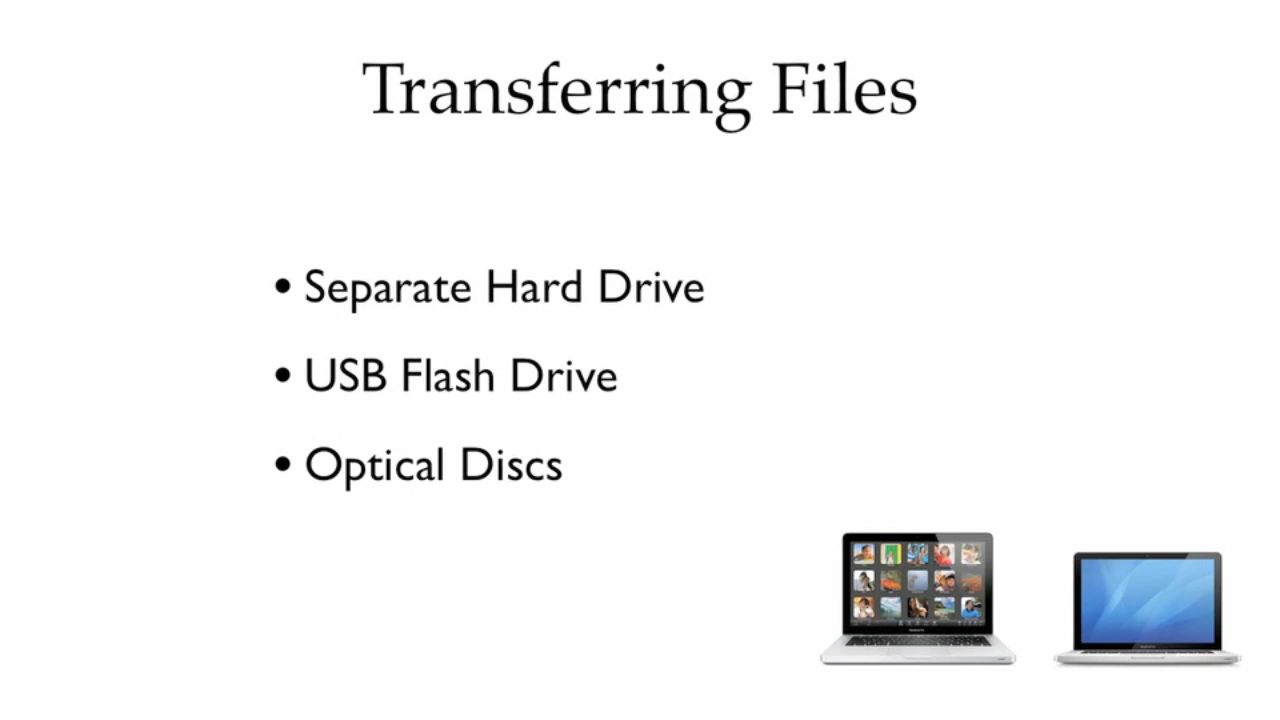 Transferring Files
• Separate Hard Drive
• USB Flash Drive
• Optical Discs